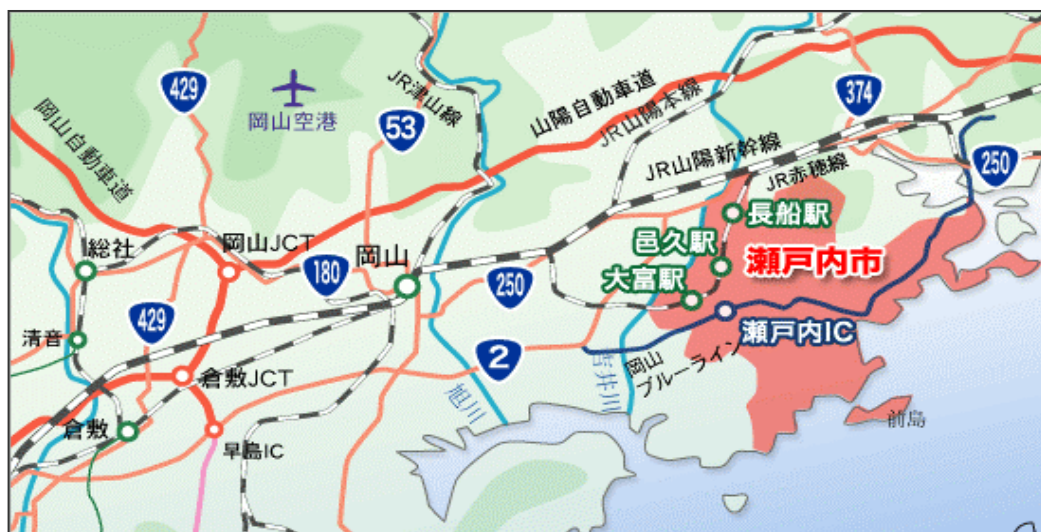 429
岡山空港
53
JR津山線
山陽自動車道
JR山陽本線
374
岡山自動車道
JR山陽新幹線
JR赤穂線
250
総社
岡山JCT
180
岡山
250
長船駅
邑久駅
大富駅
瀬戸内市
瀬戸内IC
清音
429
倉敷JCT
2
旭川
吉井川
岡山
ブルーライン
前島
倉敷
早島IC